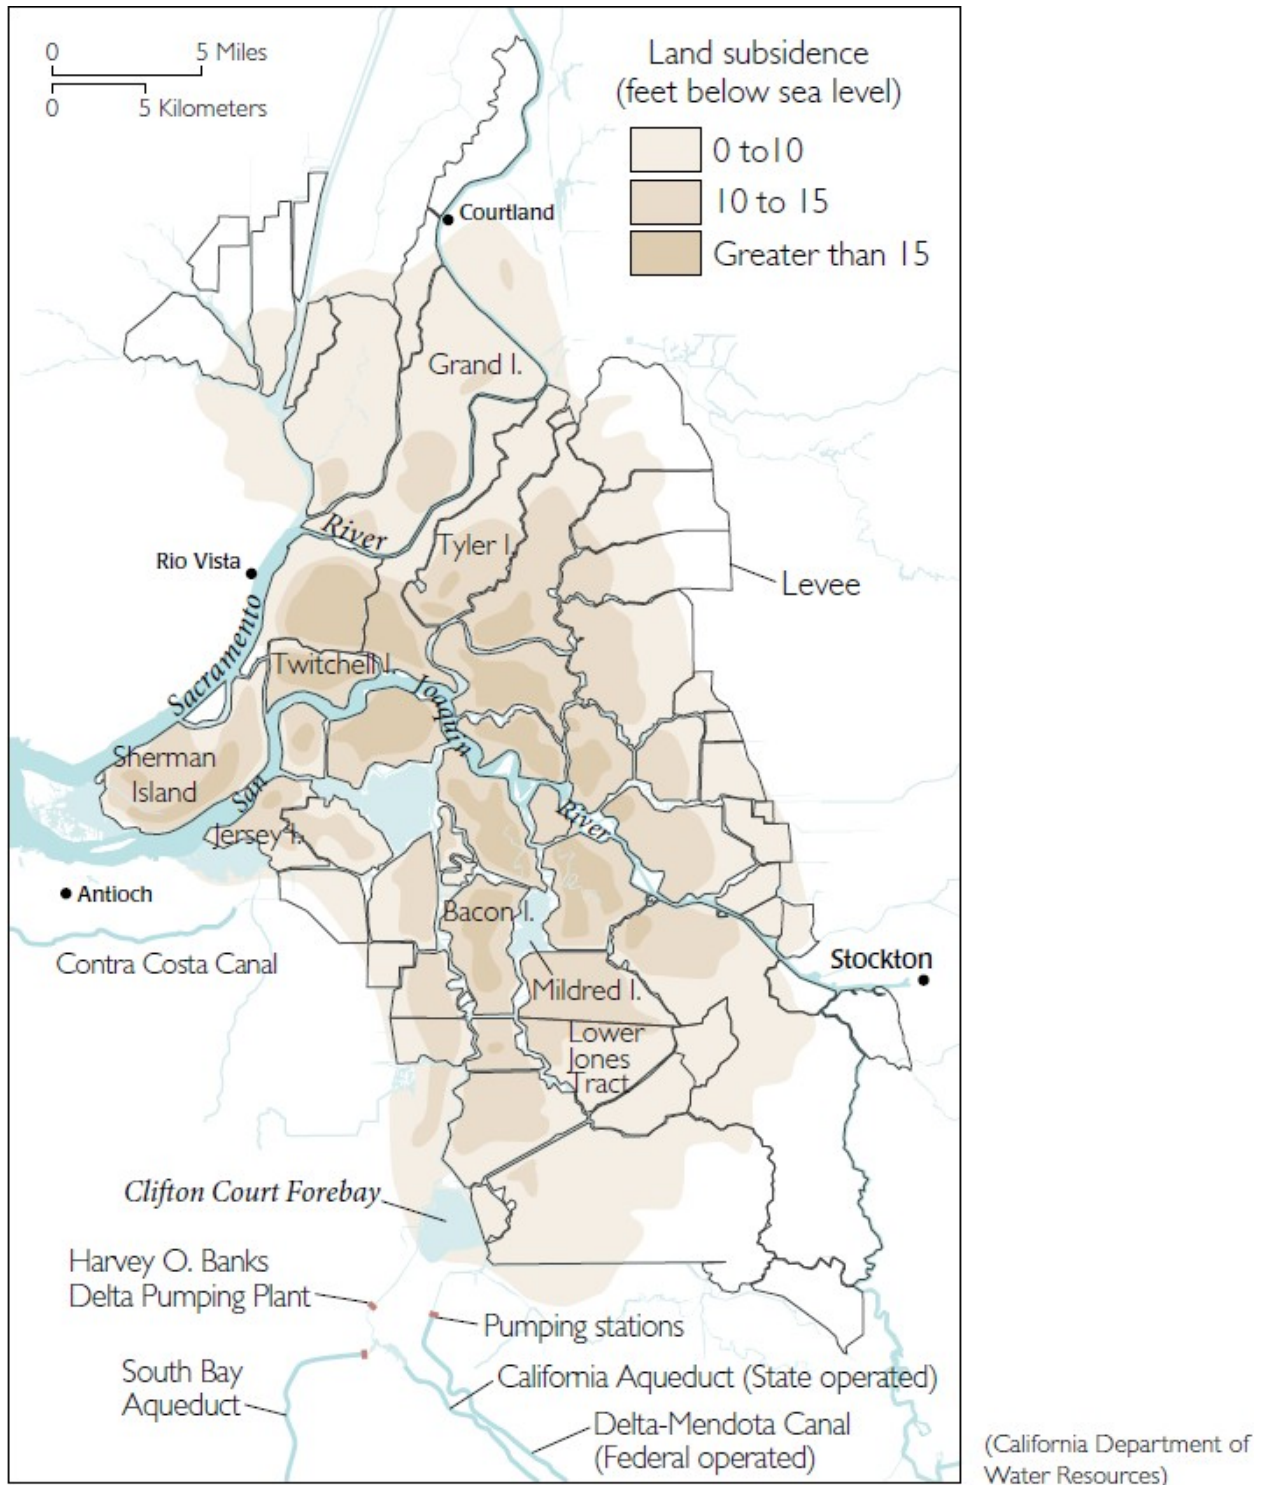 0 5 Miles
0 5 Kilometers
Land subsidence
(feet below sea level)
0 to10
10 to 15
Greater than 15
Courtland
Grand I.
River
Tyler I.
Rio Vista
Levee
Sacramento
Twitchell I.
Joaquin
Sherman
Island
San
River
Jersey I.
Antioch
Bacon I.
Contra Costa Canal
Stockton
Mildred I.
Lower
Jones
Tract
Clifton Court Forebay
Harvey O. Banks
Delta Pumping Plant
Pumping stations
South Bay
Aqueduct
California Aqueduct (State operated)
Delta-Mendota Canal
(Federal operated)
(California Department of
Water Resources)